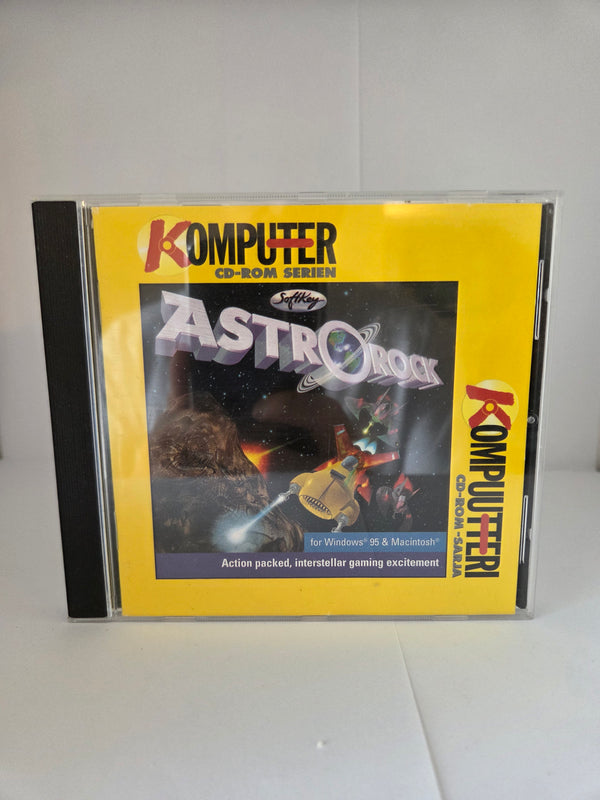 KOMPUTER
CD-ROM SERIEN
SoftKey
ASTROROCK
for Windows® 95 & Macintosh®
Action packed, interstellar gaming excitement
KOMPUUTTERI
CD-ROM-SARJA